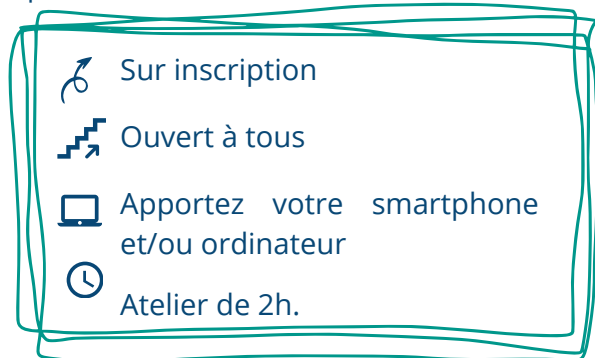 Sur inscription
Ouvert à tous
Apportez votre smartphone
et/ou ordinateur
Atelier de 2h.